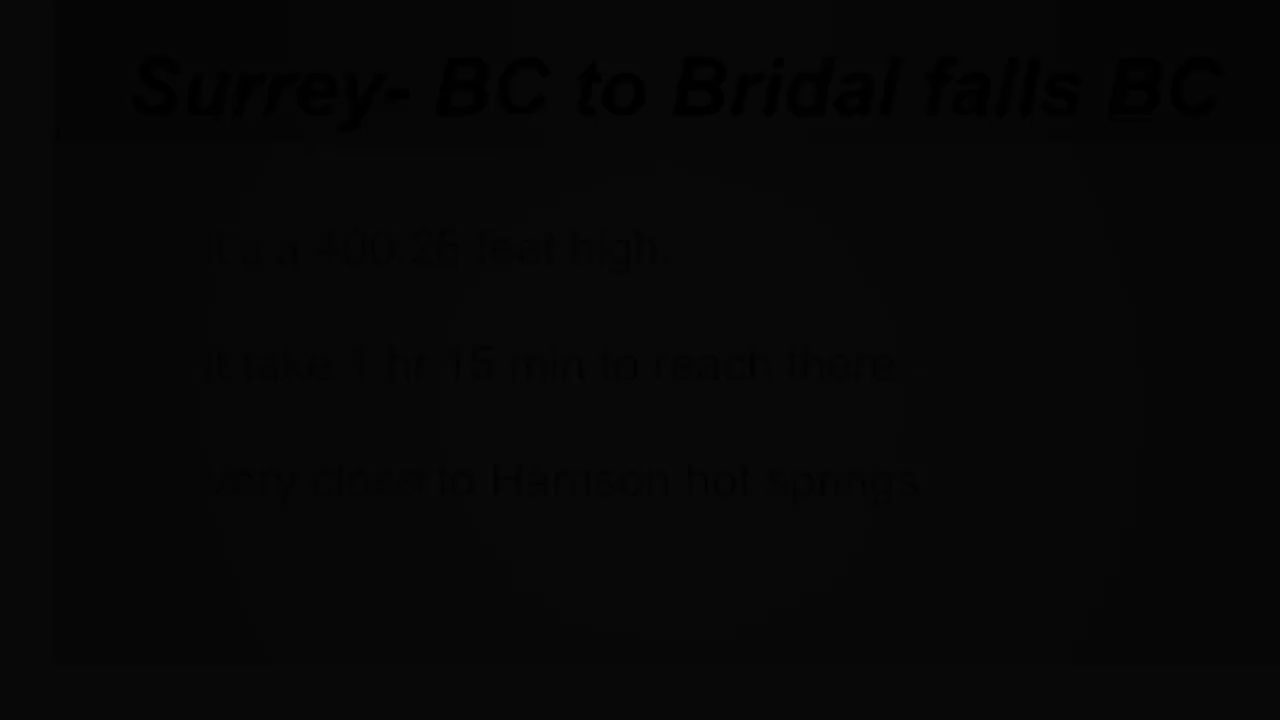 Surrey- BC to Bridal falls BC
It's a 400.26 feet high.
It take 1 hr 15 min to reach there
Very close to Harrison hot springs